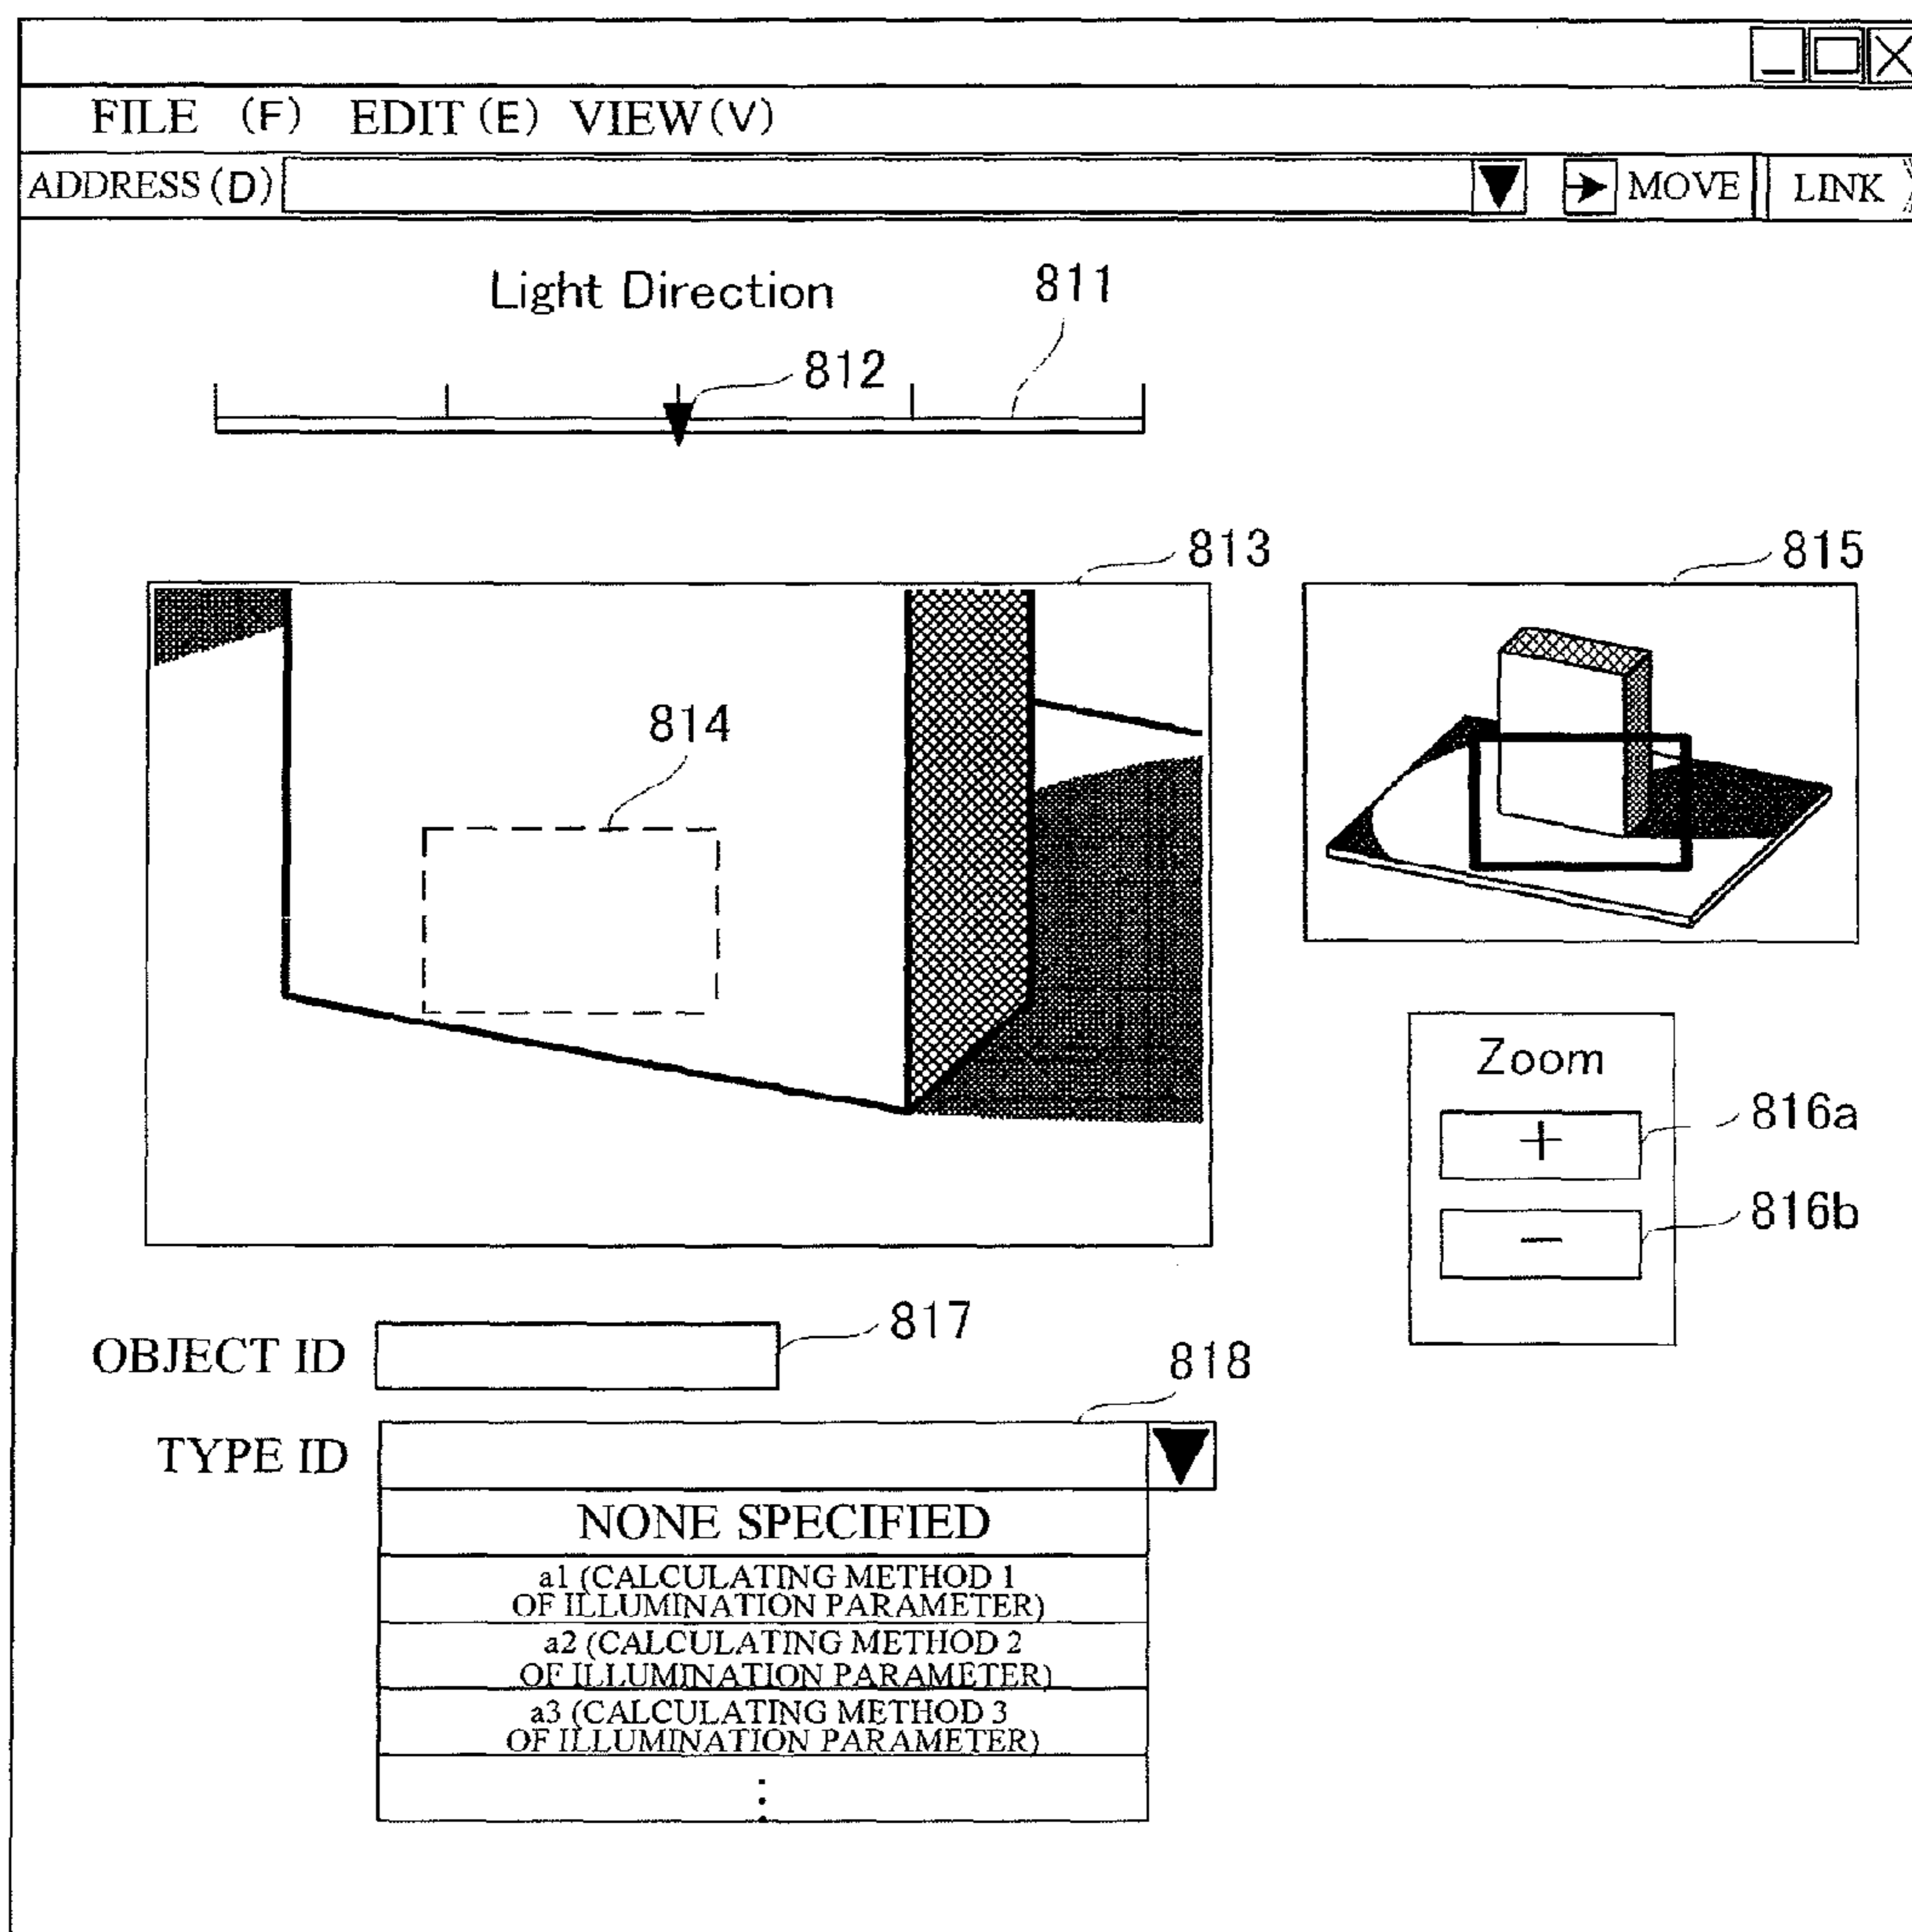 FILE (F) EDIT (E) VIEW (V)
ADDRESS (D) MOVE LINK
Light Direction
811
812
813
815
814
Zoom
+
816a
−
816b
OBJECT ID
817
818
TYPE ID
NONE SPECIFIED
a1 (CALCULATING METHOD 1
OF ILLUMINATION PARAMETER)
a2 (CALCULATING METHOD 2
OF ILLUMINATION PARAMETER)
a3 (CALCULATING METHOD 3
OF ILLUMINATION PARAMETER)
⋮